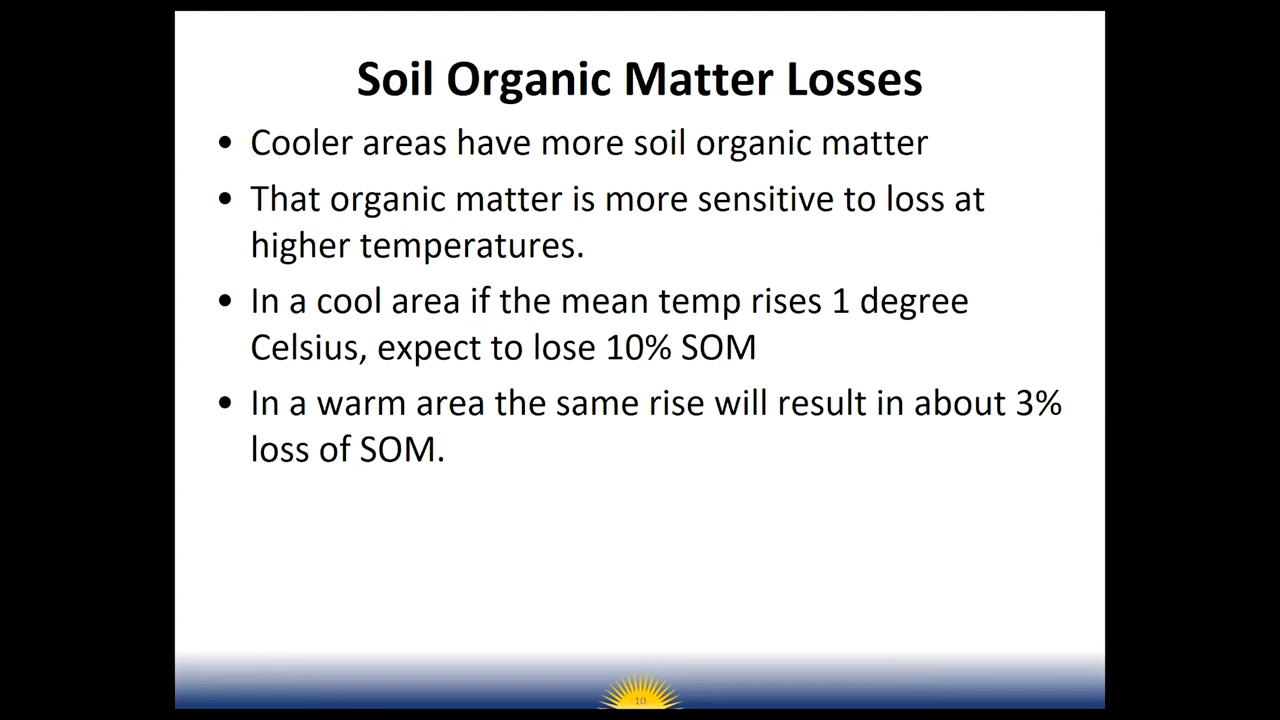 Soil Organic Matter Losses
• Cooler areas have more soil organic matter
• That organic matter is more sensitive to loss at
higher temperatures.
• In a cool area if the mean temp rises 1 degree
Celsius, expect to lose 10% SOM
• In a warm area the same rise will result in about 3%
loss of SOM.
10